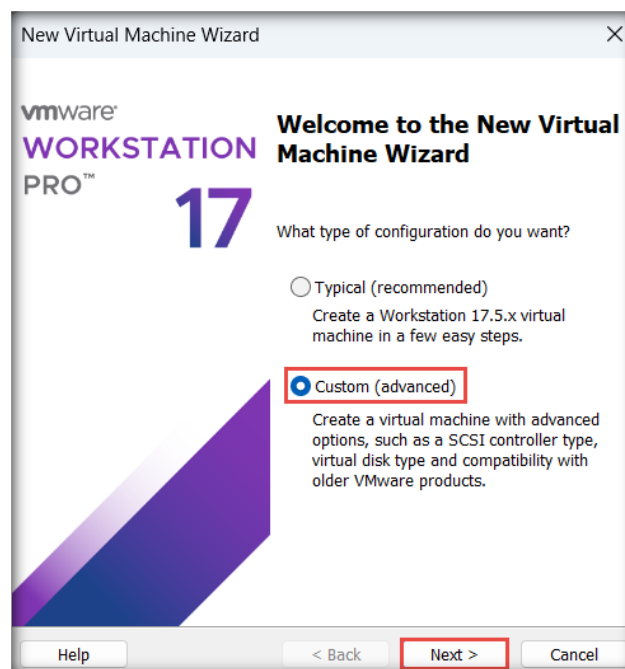 New Virtual Machine Wizard
vmware
WORKSTATION
PRO™
17
Welcome to the New Virtual
Machine Wizard
What type of configuration do you want?
Typical (recommended)
Create a Workstation 17.5.x virtual
machine in a few easy steps.
Custom (advanced)
Create a virtual machine with advanced
options, such as a SCSI controller type,
virtual disk type and compatibility with
older VMware products.
Help
< Back
Next >
Cancel